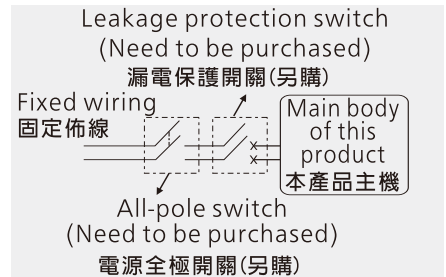 Leakage protection switch
(Need to be purchased)
漏電保護開關(另購)
Fixed wiring
固定佈線
Main body
of this
product
本產品主機
All-pole switch
(Need to be purchased)
電源全極開關(另購)